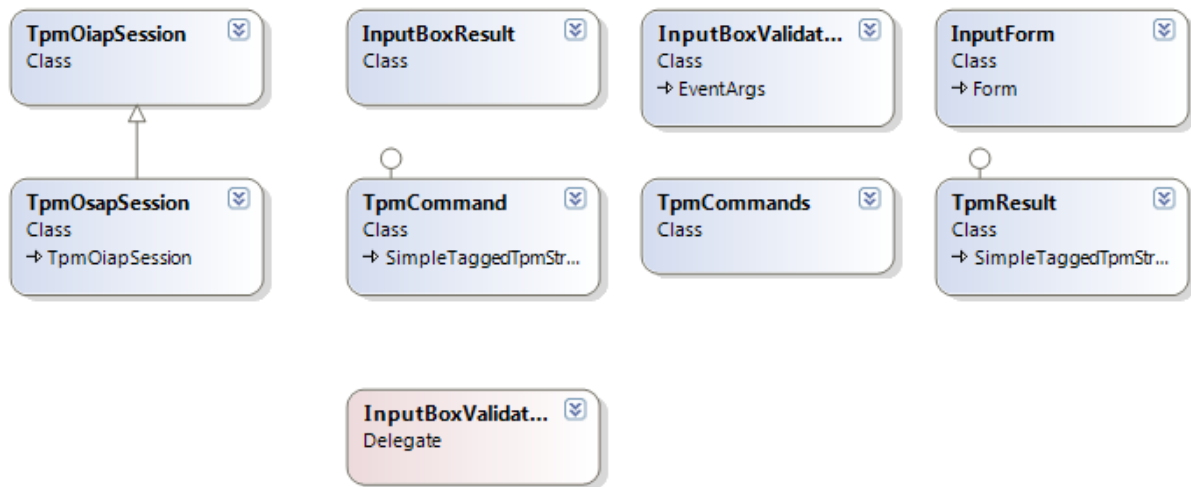 TpmOiapSession
Class
InputBoxResult
Class
InputBoxValidat...
Class
EventArgs
InputForm
Class
Form
TpmOsapSession
Class
TpmOiapSession
TpmCommand
Class
SimpleTaggedTpmStr...
TpmCommands
Class
TpmResult
Class
SimpleTaggedTpmStr...
InputBoxValidat...
Delegate